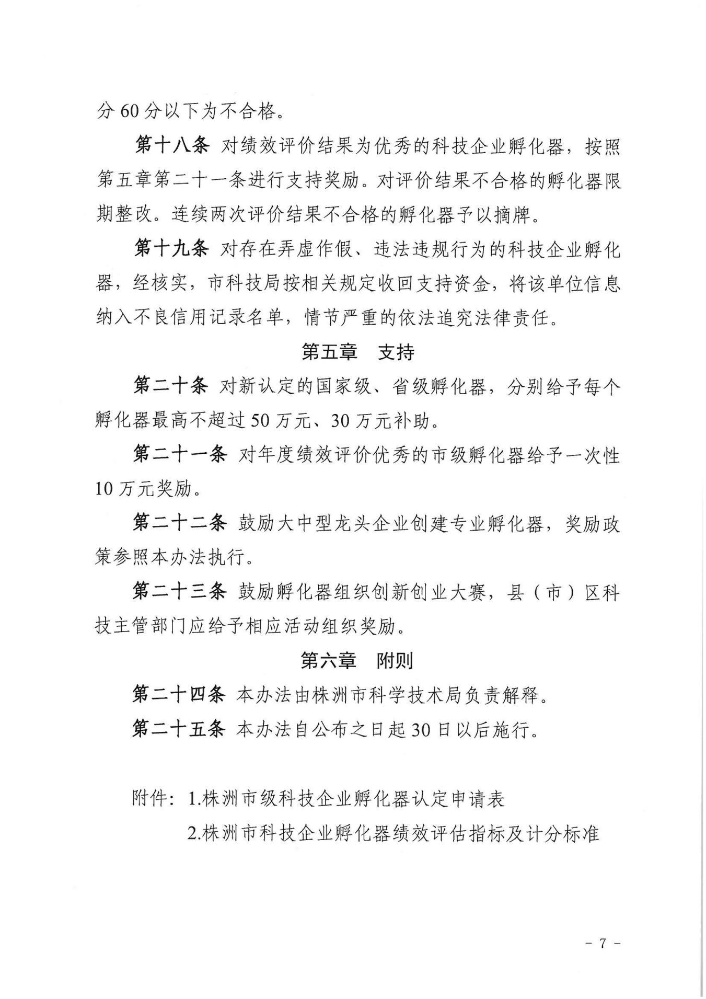 分 60 分以下为不合格。
第十八条 对绩效评价结果为优秀的科技企业孵化器，按照
第五章第二十一条进行支持奖励。对评价结果不合格的孵化器限
期整改。连续两次评价结果不合格的孵化器予以摘牌。
第十九条 对存在弄虚作假、违法违规行为的科技企业孵化
器，经核实，市科技局按相关规定收回支持资金，将该单位信息
纳入不良信用记录名单，情节严重的依法追究法律责任。
第五章 支持
第二十条 对新认定的国家级、省级孵化器，分别给予每个
孵化器最高不超过 50 万元、30 万元补助。
第二十一条 对年度绩效评价优秀的市级孵化器给予一次性
10 万元奖励。
第二十二条 鼓励大中型龙头企业创建专业孵化器，奖励政
策参照本办法执行。
第二十三条 鼓励孵化器组织创新创业大赛，县（市）区科
技主管部门应给予相应活动组织奖励。
第六章 附则
第二十四条 本办法由株洲市科学技术局负责解释。
第二十五条 本办法自公布之日起 30 日以后施行。
附件：1.株洲市级科技企业孵化器认定申请表
2.株洲市科技企业孵化器绩效评估指标及计分标准
- 7 -